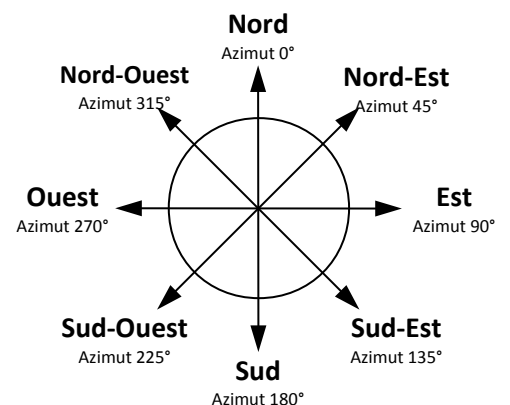 Nord
Azimut 0°
Nord-Ouest
Azimut 315°
Nord-Est
Azimut 45°
Ouest
Azimut 270°
Est
Azimut 90°
Sud-Ouest
Azimut 225°
Sud-Est
Azimut 135°
Sud
Azimut 180°